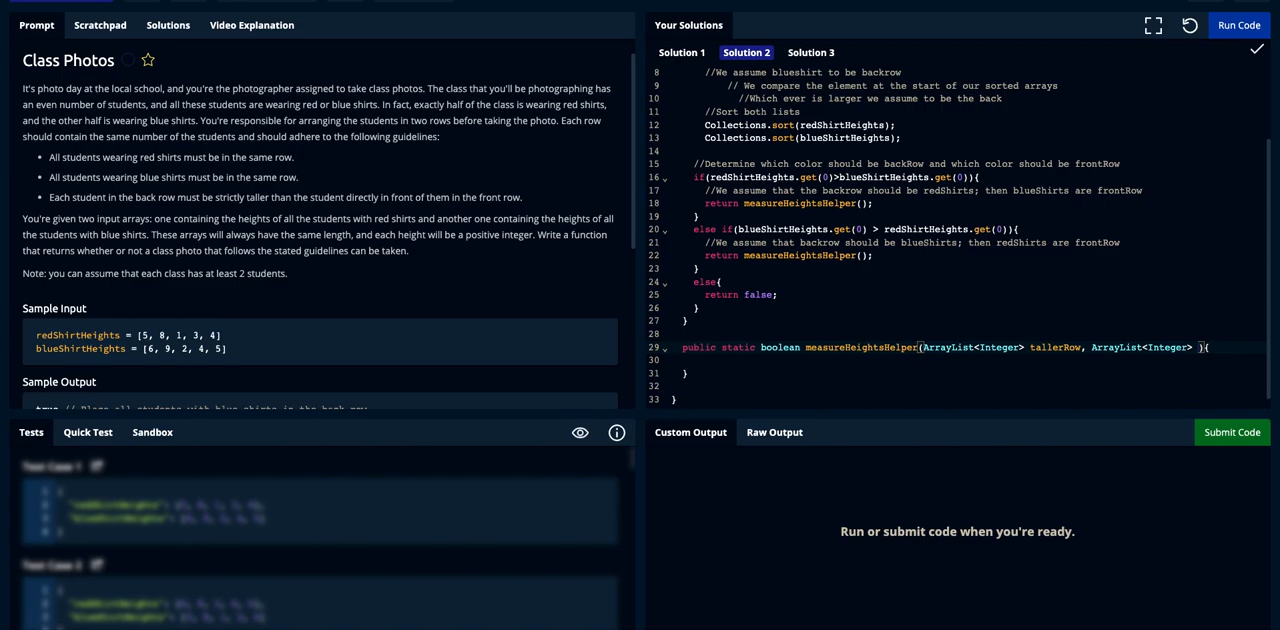 Prompt
Scratchpad
Solutions
Video Explanation
Class Photos
It's photo day at the local school, and you're the photographer assigned to take class photos. The class that you'll be photographing has
an even number of students, and all these students are wearing red or blue shirts. In fact, exactly half of the class is wearing red shirts,
and the other half is wearing blue shirts. You're responsible for arranging the students in two rows before taking the photo. Each row
should contain the same number of the students and should adhere to the following guidelines:
• All students wearing red shirts must be in the same row.
• All students wearing blue shirts must be in the same row.
• Each student in the back row must be strictly taller than the student directly in front of them in the front row.
You're given two input arrays: one containing the heights of all the students with red shirts and another one containing the heights of all
the students with blue shirts. These arrays will always have the same length, and each height will be a positive integer. Write a function
that returns whether or not a class photo that follows the stated guidelines can be taken.
Note: you can assume that each class has at least 2 students.
Sample Input
redShirtHeights = [5, 8, 1, 3, 4]
blueShirtHeights = [6, 9, 2, 4, 5]
Sample Output
true // Place all students with blue shirts in the back row.
Tests
Quick Test
Sandbox
Test Case 1
Test Case 2
Your Solutions
Run Code
Solution 1
Solution 2
Solution 3
8 //We assume blueshirt to be backrow
9 // We compare the element at the start of our sorted arrays
10 //Which ever is larger we assume to be the back
11 //Sort both lists
12 Collections.sort(redShirtHeights);
13 Collections.sort(blueShirtHeights);
14
15 //Determine which color should be backRow and which color should be frontRow
16 if(redShirtHeights.get(0)>blueShirtHeights.get(0)){
17 //We assume that the backrow should be redShirts; then blueShirts are frontRow
18 return measureHeightsHelper();
19 }
20 else if(blueShirtHeights.get(0) > redShirtHeights.get(0)){
21 //We assume that backrow should be blueShirts; then redShirts are frontRow
22 return measureHeightsHelper();
23 }
24 else{
25 return false;
26 }
27 }
28
29 public static boolean measureHeightsHelper(ArrayList<Integer> tallerRow, ArrayList<Integer> ){
30
31 }
32
33 }
Custom Output
Raw Output
Submit Code
Run or submit code when you're ready.